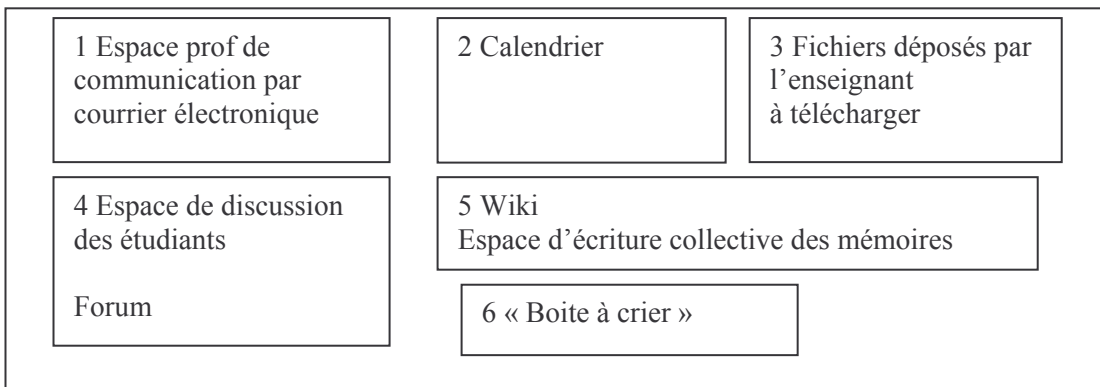 1 Espace prof de
communication par
courrier électronique
2 Calendrier
3 Fichiers déposés par
l’enseignant
à télécharger
4 Espace de discussion
des étudiants
Forum
5 Wiki
Espace d’écriture collective des mémoires
6 « Boite à crier »